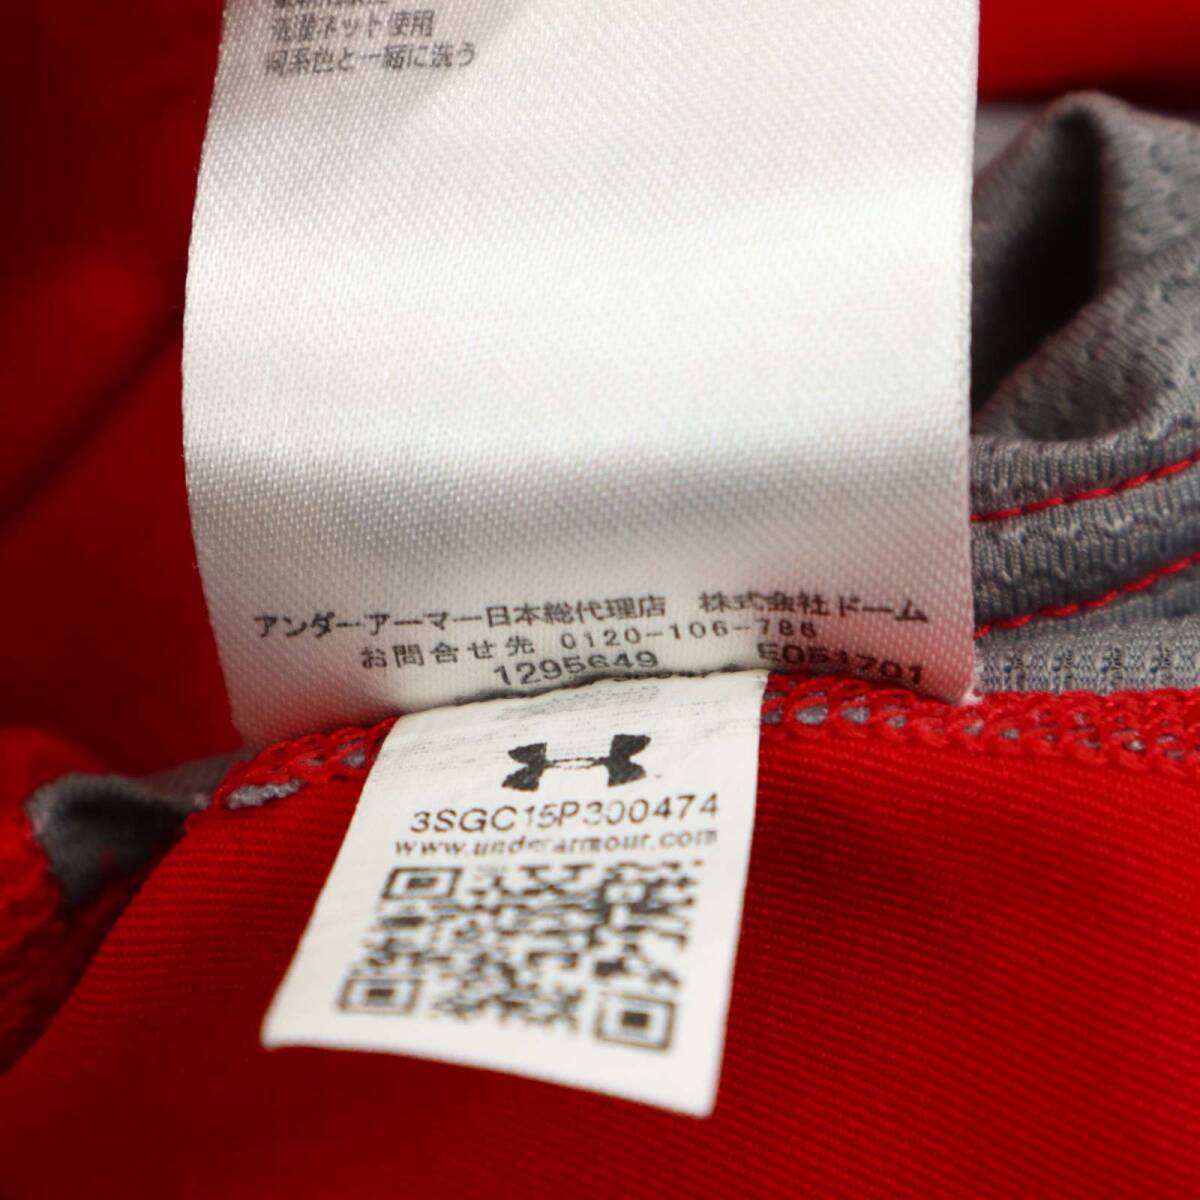 洗濯ネット使用
同系色と一緒に洗う
アンダーアーマー日本総代理店 株式会社ドーム
お問合せ先 0120-106-786
1295649 E051701
3SGC15P300474
www.underarmour.com